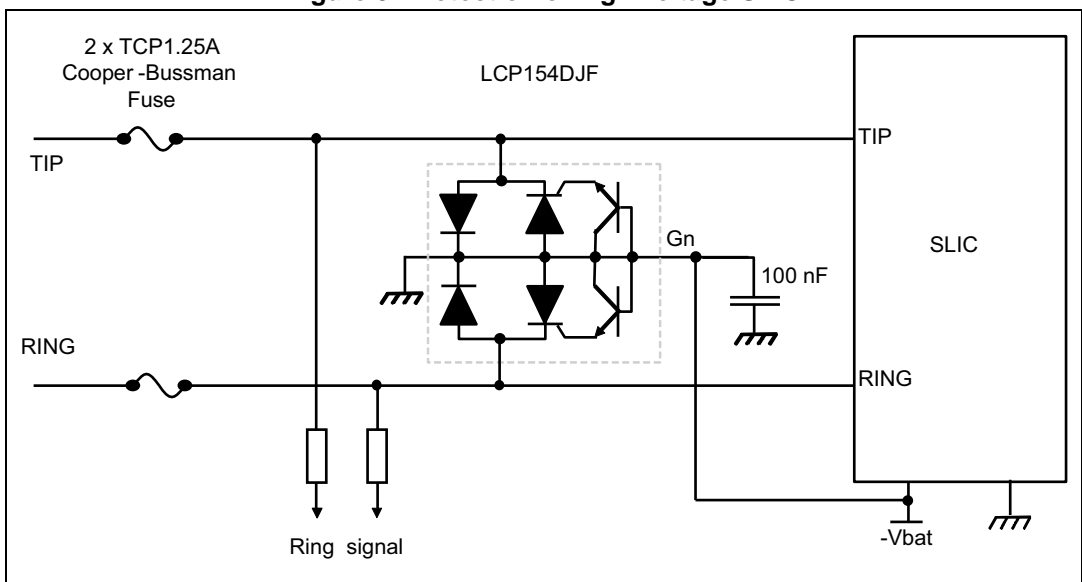 2 x TCP1.25A
Cooper -Bussman
Fuse
LCP154DJF
TIP
TIP
Gn
SLIC
100 nF
RING
RING
Ring signal
-Vbat